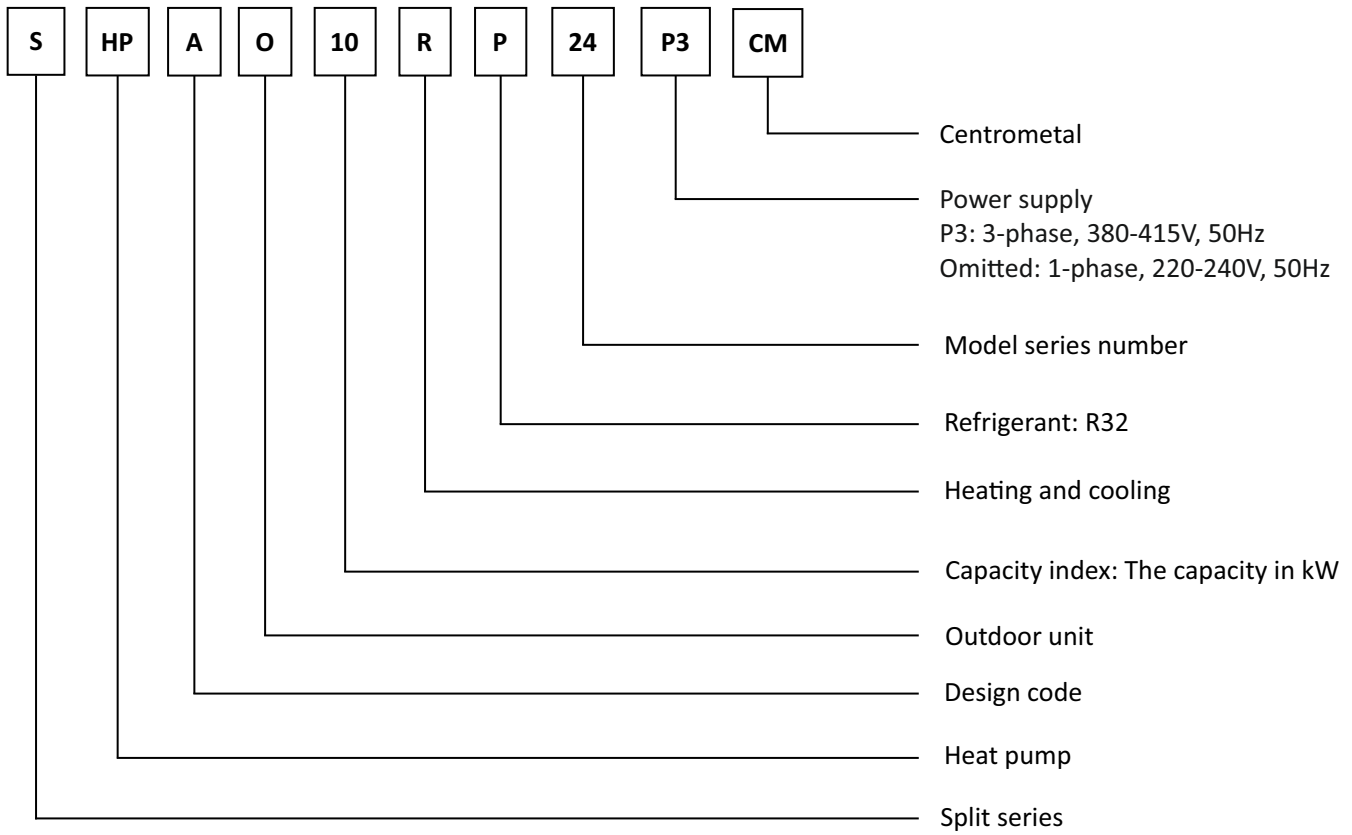 S HP A O 10 R P 24 P3 CM
Centrometal
Power supply
P3: 3-phase, 380-415V, 50Hz
Omitted: 1-phase, 220-240V, 50Hz
Model series number
Refrigerant: R32
Heating and cooling
Capacity index: The capacity in kW
Outdoor unit
Design code
Heat pump
Split series